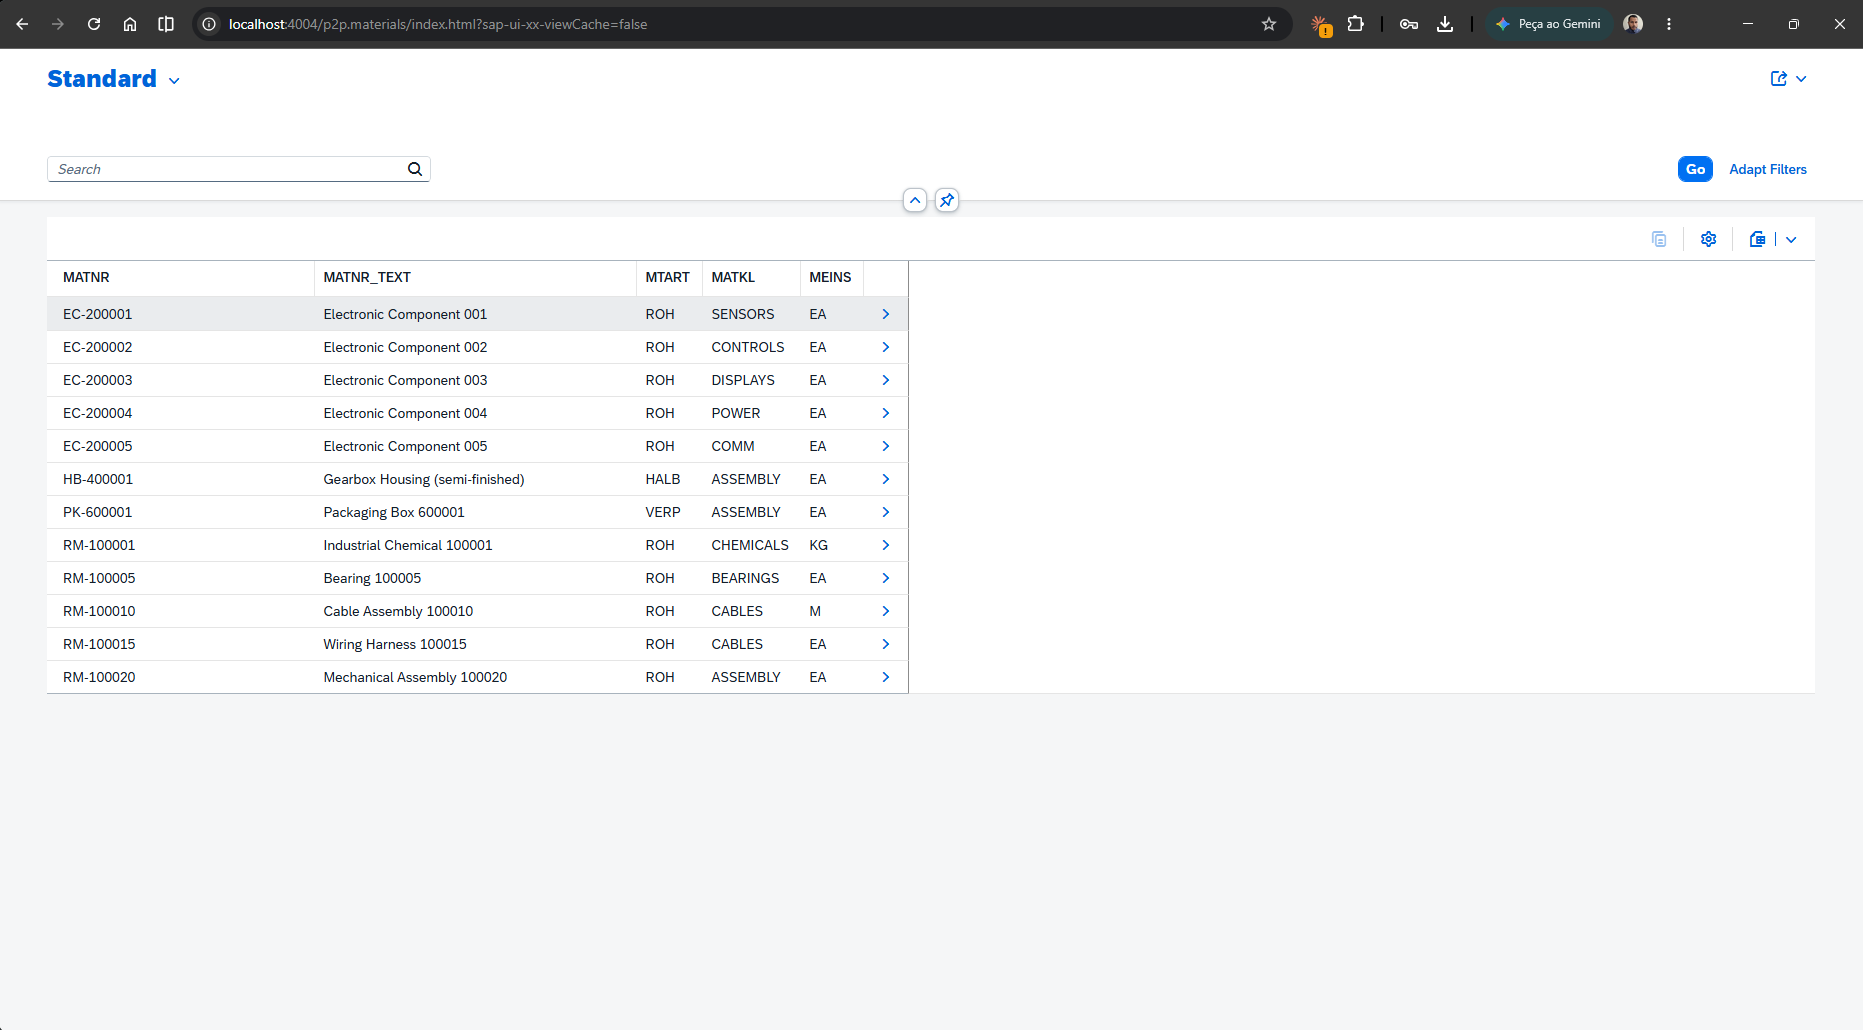 localhost:4004/p2p.materials/index.html?sap-ui-xx-viewCache=false
Peça ao Gemini
Standard
Search
Go
Adapt Filters
MATNR MATNR_TEXT MTART MATKL MEINS
EC-200001 Electronic Component 001 ROH SENSORS EA
EC-200002 Electronic Component 002 ROH CONTROLS EA
EC-200003 Electronic Component 003 ROH DISPLAYS EA
EC-200004 Electronic Component 004 ROH POWER EA
EC-200005 Electronic Component 005 ROH COMM EA
HB-400001 Gearbox Housing (semi-finished) HALB ASSEMBLY EA
PK-600001 Packaging Box 600001 VERP ASSEMBLY EA
RM-100001 Industrial Chemical 100001 ROH CHEMICALS KG
RM-100005 Bearing 100005 ROH BEARINGS EA
RM-100010 Cable Assembly 100010 ROH CABLES M
RM-100015 Wiring Harness 100015 ROH CABLES EA
RM-100020 Mechanical Assembly 100020 ROH ASSEMBLY EA